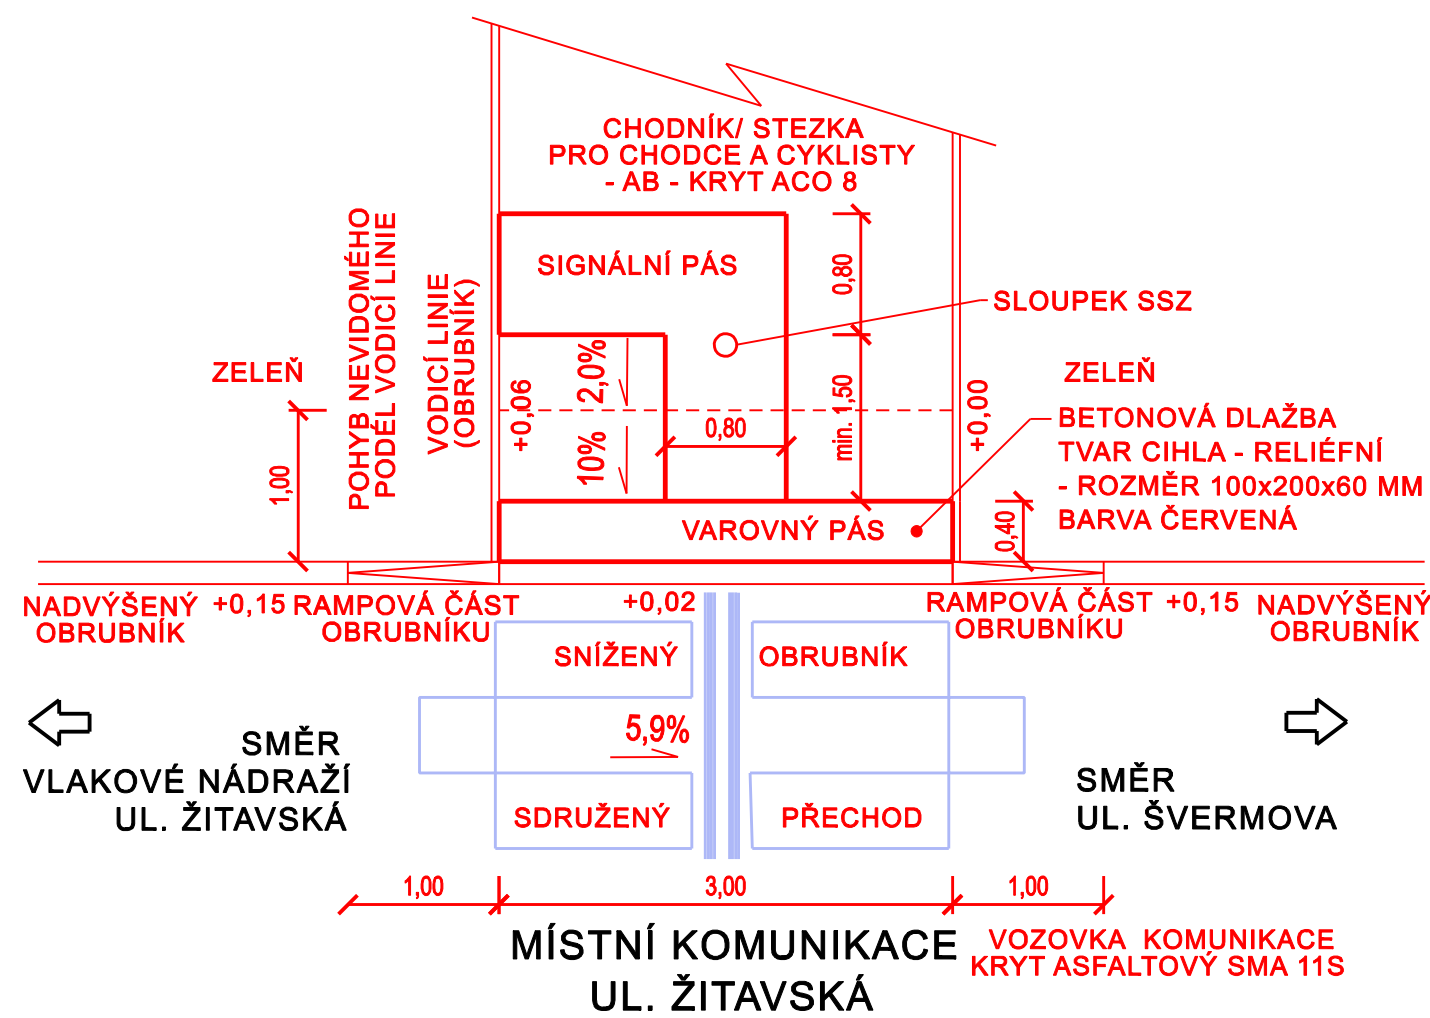 CHODNÍK/ STEZKA
PRO CHODCE A CYKLISTY
- AB - KRYT ACO 8
POHYB NEVIDOMÉHO
PODÉL VODICÍ LINIE
VODICÍ LINIE
(OBRUBNÍK)
SIGNÁLNÍ PÁS
0,80
SLOUPEK SSZ
ZELEŇ
ZELEŇ
+0,06
2,0%
10%
0,80
min. 1,50
+0,00
1,00
BETONOVÁ DLAŽBA
TVAR CIHLA - RELIÉFNÍ
- ROZMĚR 100x200x60 MM
BARVA ČERVENÁ
VAROVNÝ PÁS
0,40
NADVÝŠENÝ
OBRUBNÍK
+0,15
RAMPOVÁ ČÁST
OBRUBNÍKU
+0,02
RAMPOVÁ ČÁST
OBRUBNÍKU
+0,15
NADVÝŠENÝ
OBRUBNÍK
SNÍŽENÝ OBRUBNÍK
5,9%
SDRUŽENÝ PŘECHOD
SMĚR
VLAKOVÉ NÁDRAŽÍ
UL. ŽITAVSKÁ
SMĚR
UL. ŠVERMOVA
1,00
3,00
1,00
MÍSTNÍ KOMUNIKACE
UL. ŽITAVSKÁ
VOZOVKA KOMUNIKACE
KRYT ASFALTOVÝ SMA 11S